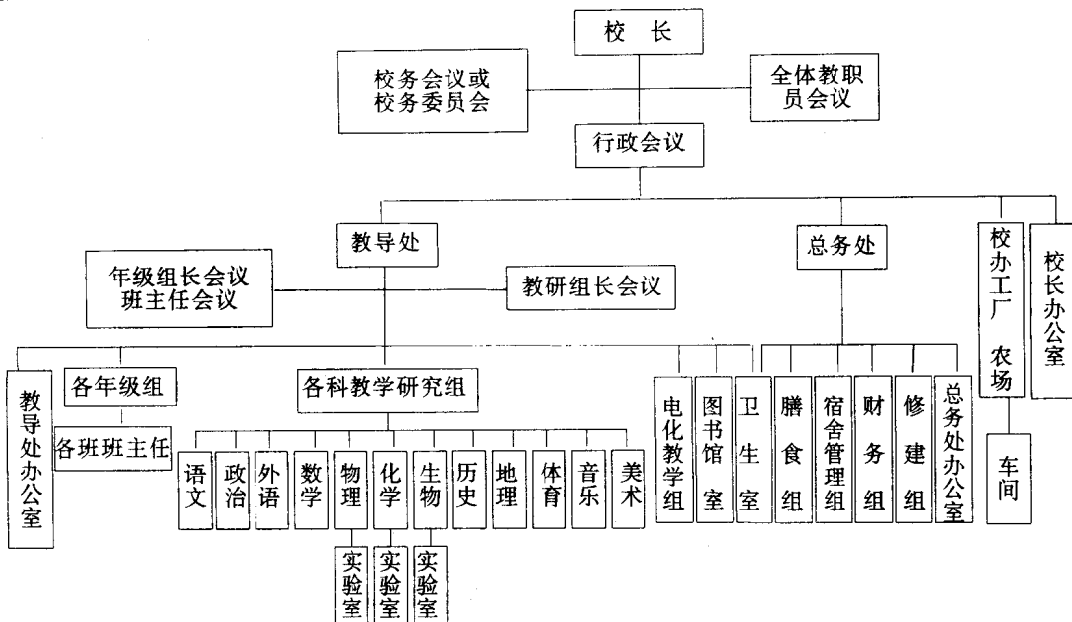 校 长
校务会议或
校务委员会
全体教职
员会议
行政会议
教导处
总务处
校办工厂 农场
校长办公室
年级组长会议
班主任会议
教研组长会议
教导处办公室
各年级组
各科教学研究组
电化教学组
图书馆 室
卫生室
膳食组
宿舍管理组
财务组
修建组
总务处办公室
车间
各班班主任
语文
政治
外语
数学
物理
化学
生物
历史
地理
体育
音乐
美术
实验室
实验室
实验室